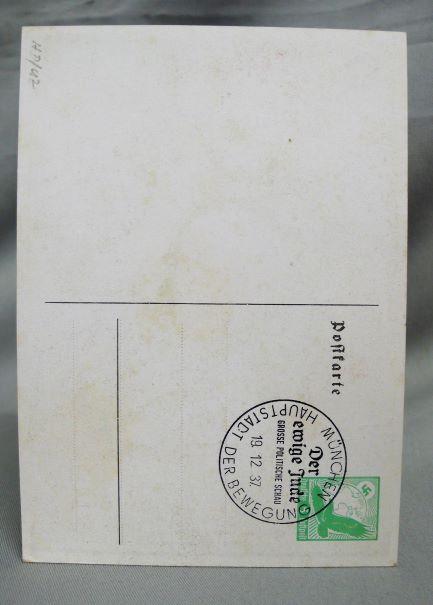 Postkarte
MÜNCHEN
Der
ewige Jude
GROSSE POLITISCHE SCHAU
19.12.37
HAUPTSTADT DER BEWEGUNG